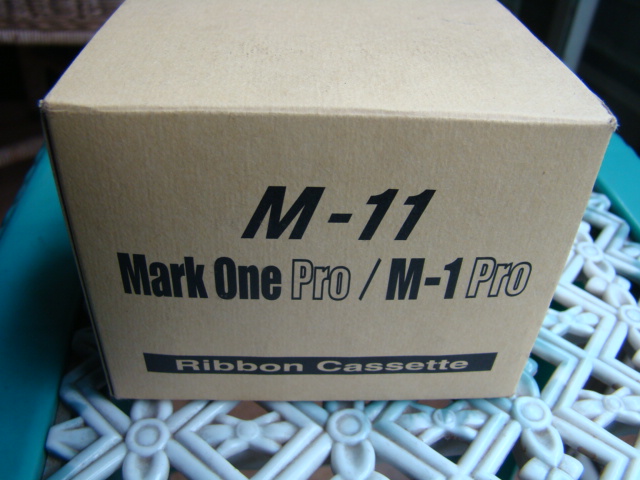 M-11
Mark One Pro / M-1 Pro
Ribbon Cassette